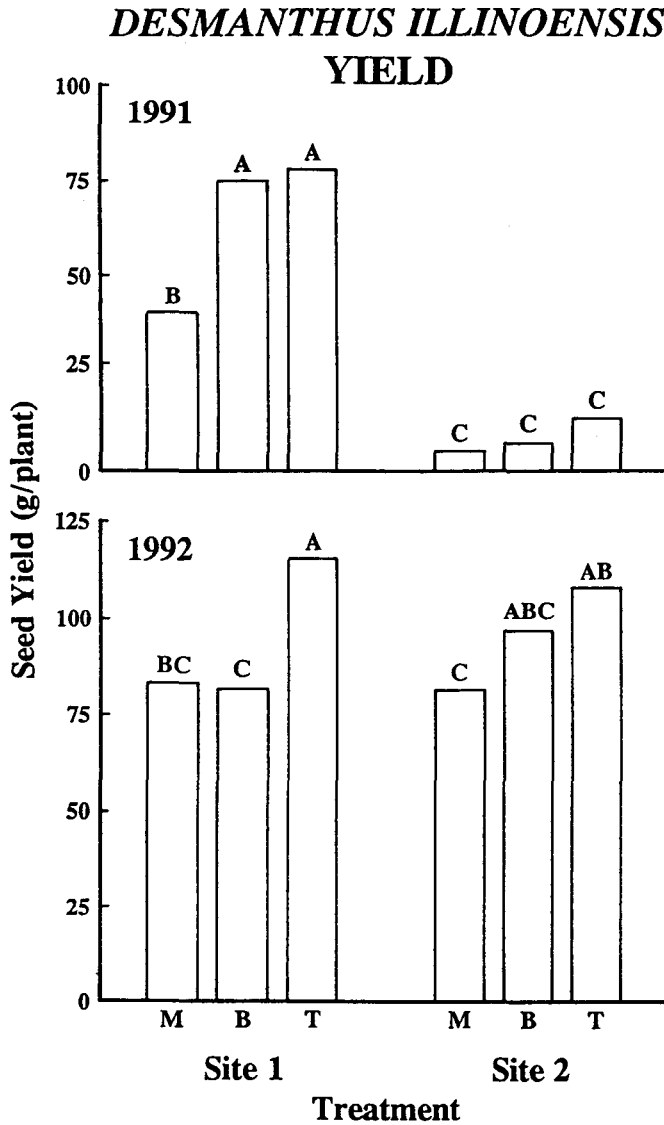 DESMANTHUS ILLINOENSIS
YIELD
Seed Yield (g/plant)
1991
100
75
50
25
0
B
A
A
C
C
C
1992
125
100
75
50
25
0
BC
C
A
C
ABC
AB
M B T M B T
Site 1 Site 2
Treatment